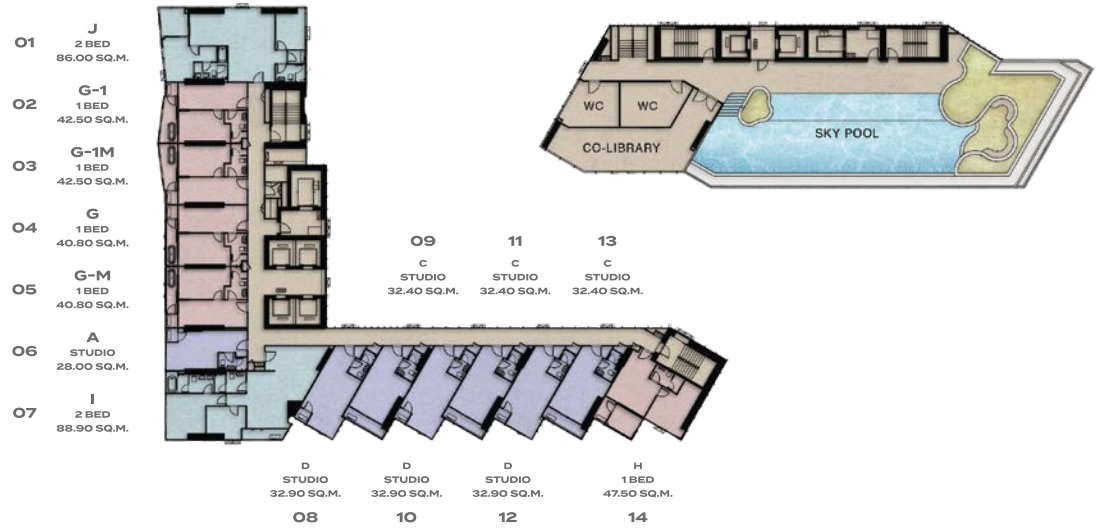 01
J
2 BED
86.00 SQ.M.
02
G-1
1 BED
42.50 SQ.M.
03
G-1M
1 BED
42.50 SQ.M.
04
G
1 BED
40.80 SQ.M.
05
G-M
1 BED
40.80 SQ.M.
06
A
STUDIO
28.00 SQ.M.
07
I
2 BED
88.90 SQ.M.
WC
WC
CO-LIBRARY
SKY POOL
09
C
STUDIO
32.40 SQ.M.
11
C
STUDIO
32.40 SQ.M.
13
C
STUDIO
32.40 SQ.M.
D
STUDIO
32.90 SQ.M.
08
D
STUDIO
32.90 SQ.M.
10
D
STUDIO
32.90 SQ.M.
12
H
1 BED
47.50 SQ.M.
14